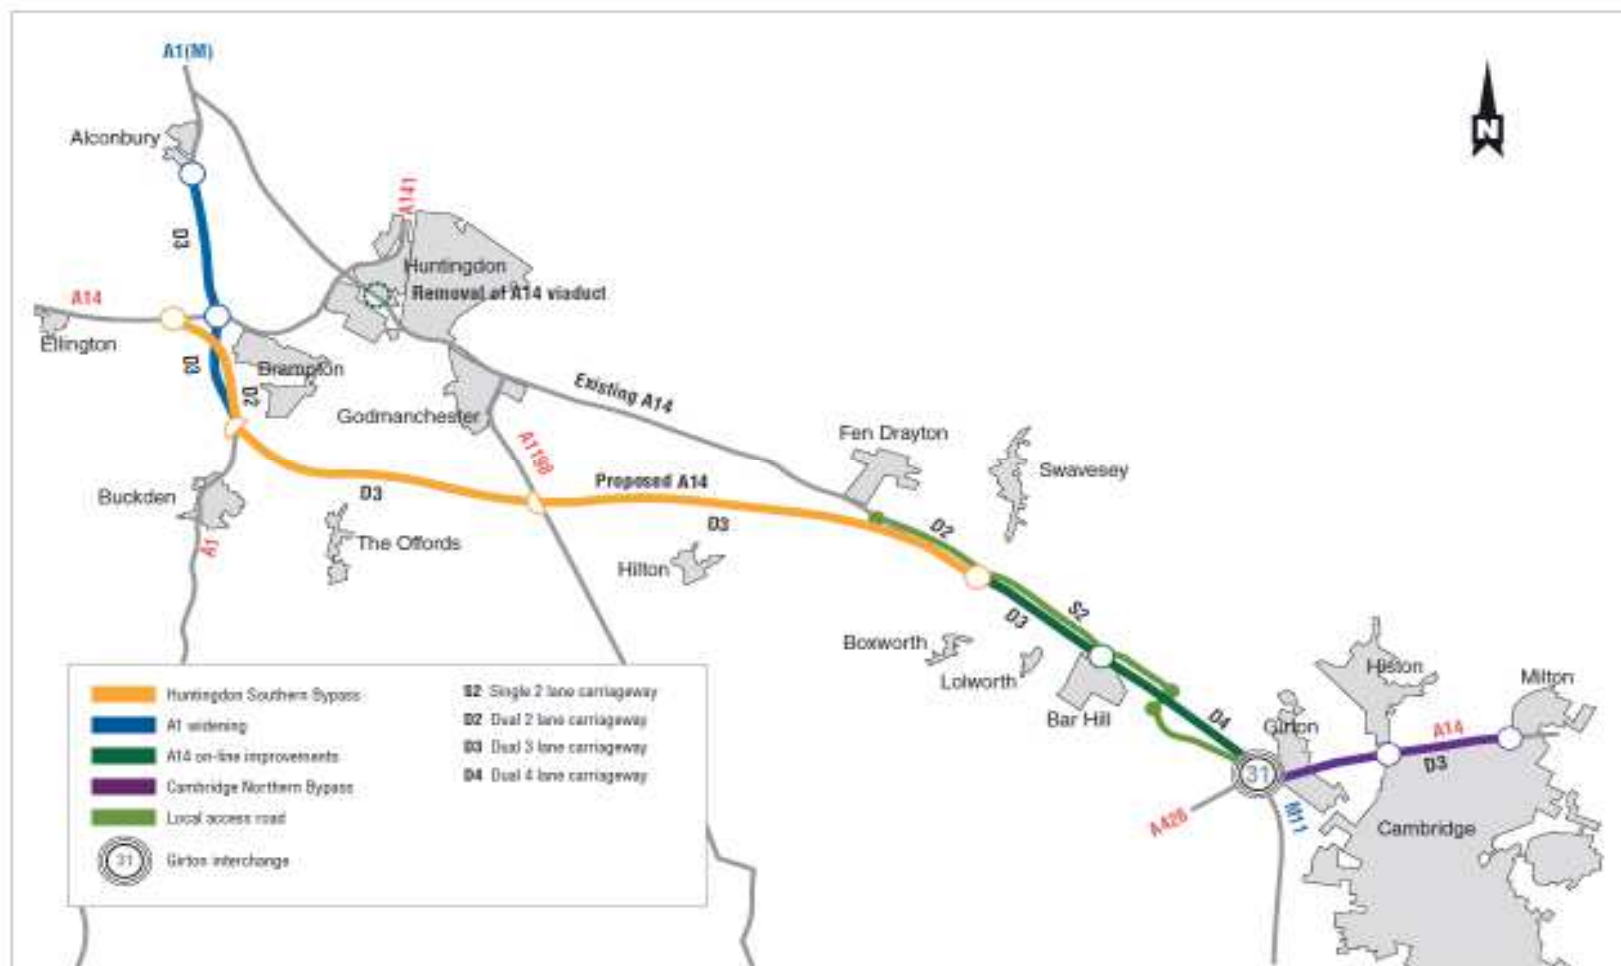 A1(M)
N
Alconbury
A141
D3
Huntingdon
Removal of A14 viaduct
A14
Ellington
D3
Brampton
D2
Godmanchester
Existing A14
A1198
Fen Drayton
Swavesey
Buckden
D3
Proposed A14
D3
D2
A1
The Offords
Hilton
D3
S2
Boxworth
Lolworth
Bar Hill
D4
Histon
Milton
Girton
A14
D3
31
M11
A428
Cambridge
Huntingdon Southern Bypass
A1 widening
A14 on-line improvements
Cambridge Northern Bypass
Local access road
31 Girton interchange
S2 Single 2 lane carriageway
D2 Dual 2 lane carriageway
D3 Dual 3 lane carriageway
D4 Dual 4 lane carriageway